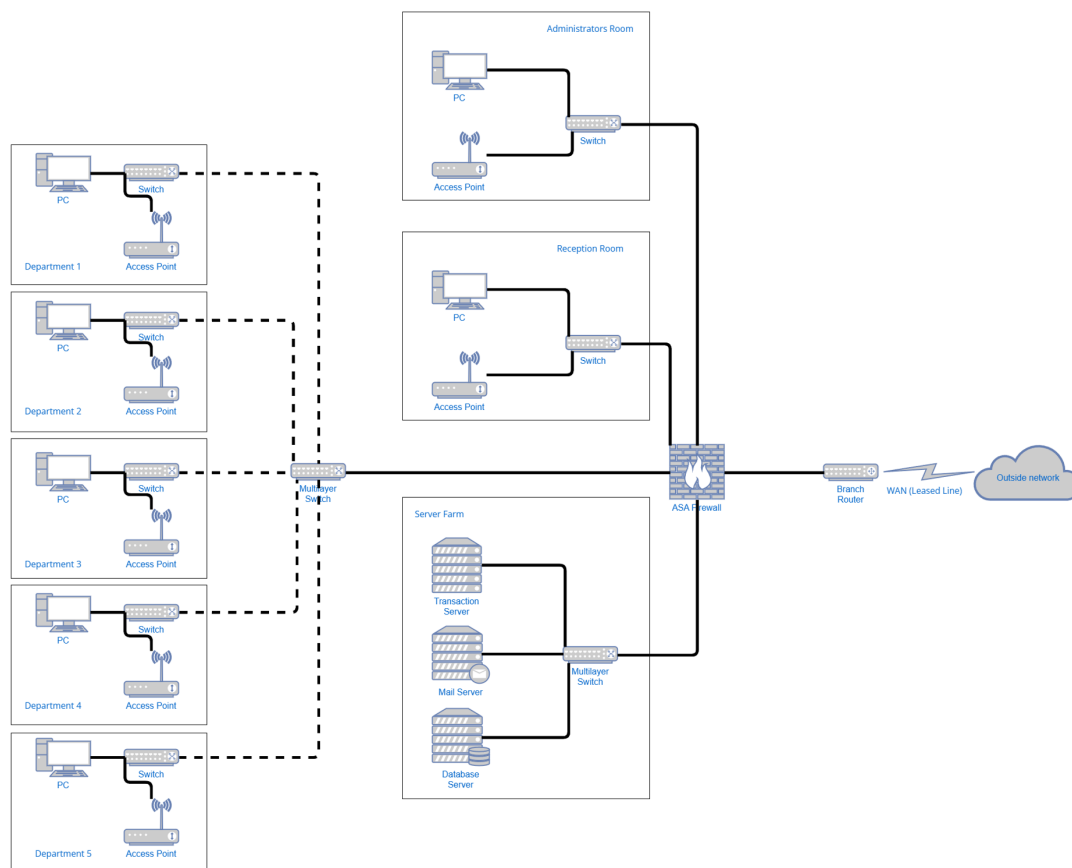 Administrators Room
PC
Switch
Access Point
PC
Switch
Access Point
Department 1
Reception Room
PC
Switch
Access Point
PC
Switch
Access Point
Department 2
PC
Switch
Access Point
Department 3
Multilayer
Switch
ASA Firewall
Branch
Router
WAN (Leased Line)
Outside network
Server Farm
Transaction
Server
Mail Server
Multilayer
Switch
Database
Server
PC
Switch
Access Point
Department 4
PC
Switch
Access Point
Department 5